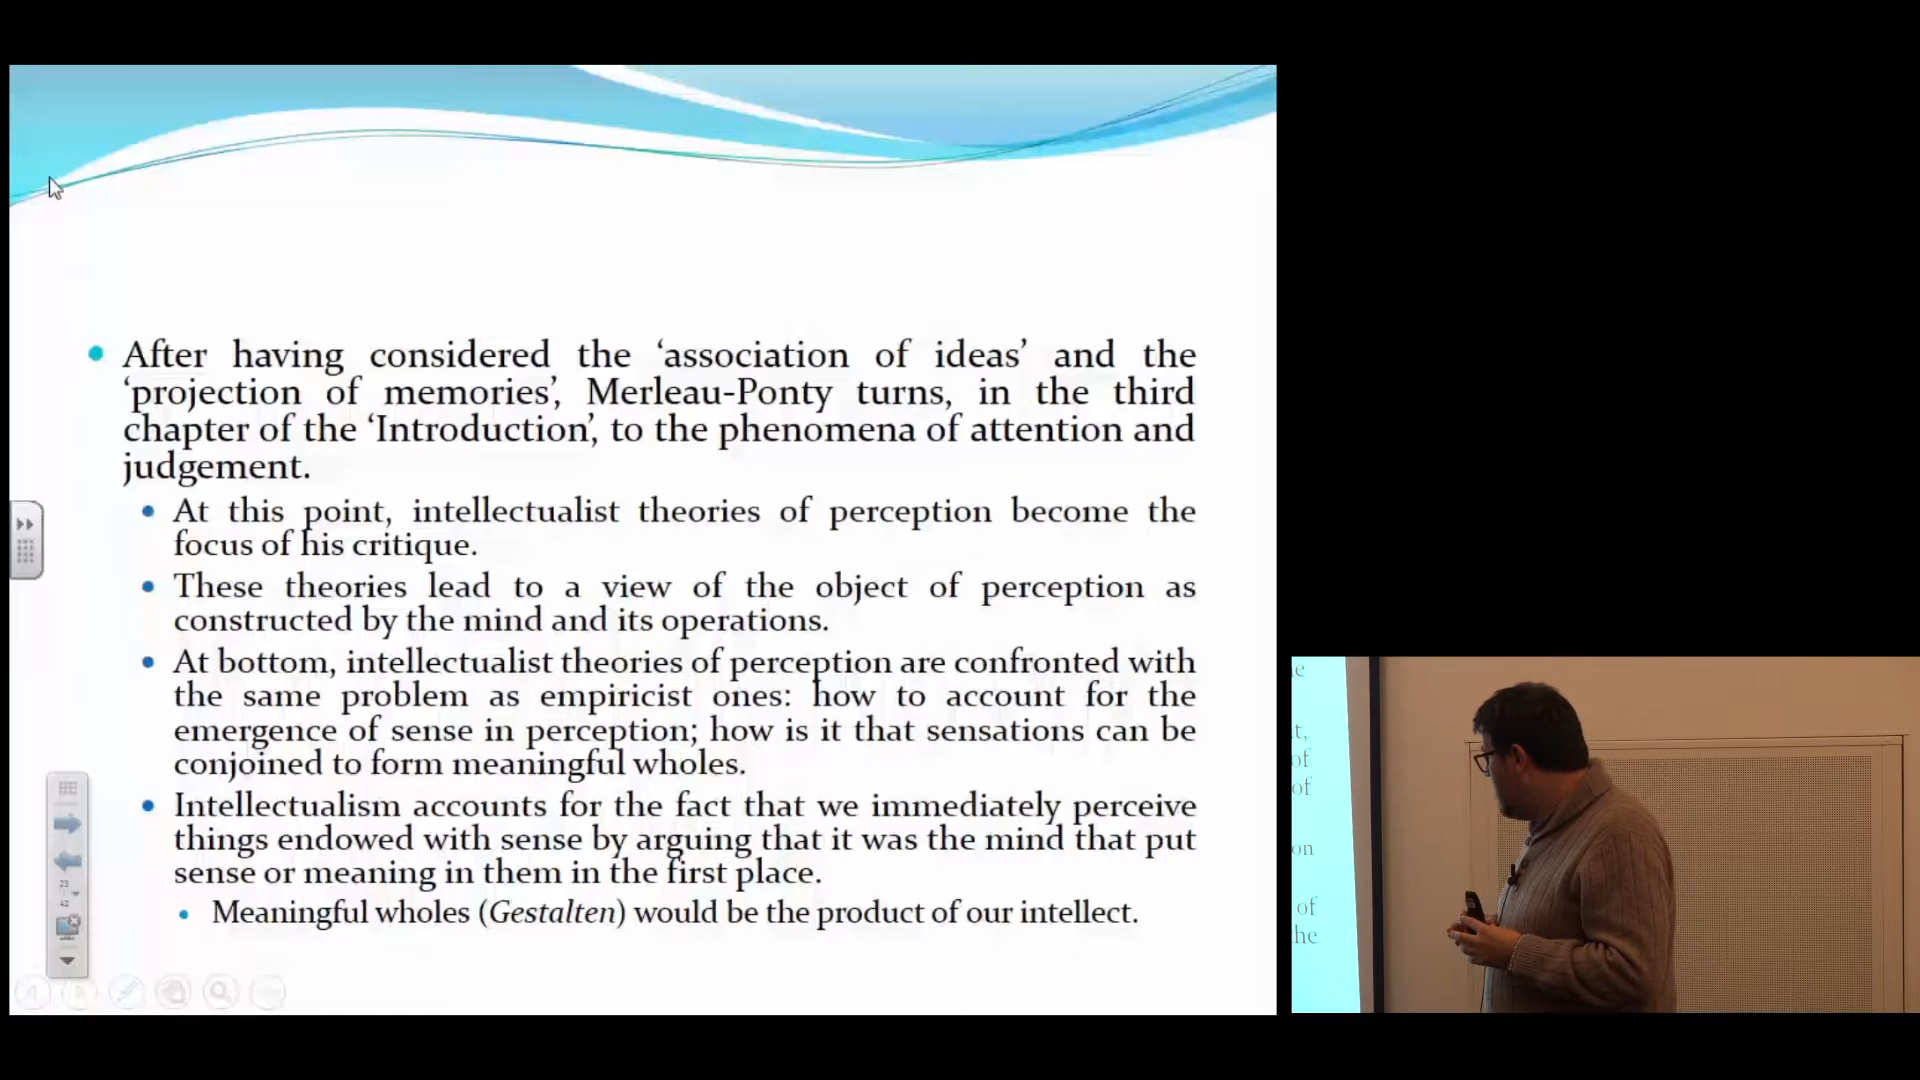 After having considered the ‘association of ideas’ and the
‘projection of memories’, Merleau-Ponty turns, in the third
chapter of the ‘Introduction’, to the phenomena of attention and
judgement.
At this point, intellectualist theories of perception become the
focus of his critique.
These theories lead to a view of the object of perception as
constructed by the mind and its operations.
At bottom, intellectualist theories of perception are confronted with
the same problem as empiricist ones: how to account for the
emergence of sense in perception; how is it that sensations can be
conjoined to form meaningful wholes.
Intellectualism accounts for the fact that we immediately perceive
things endowed with sense by arguing that it was the mind that put
sense or meaning in them in the first place.
Meaningful wholes (Gestalten) would be the product of our intellect.
23
42
of
of
on
of